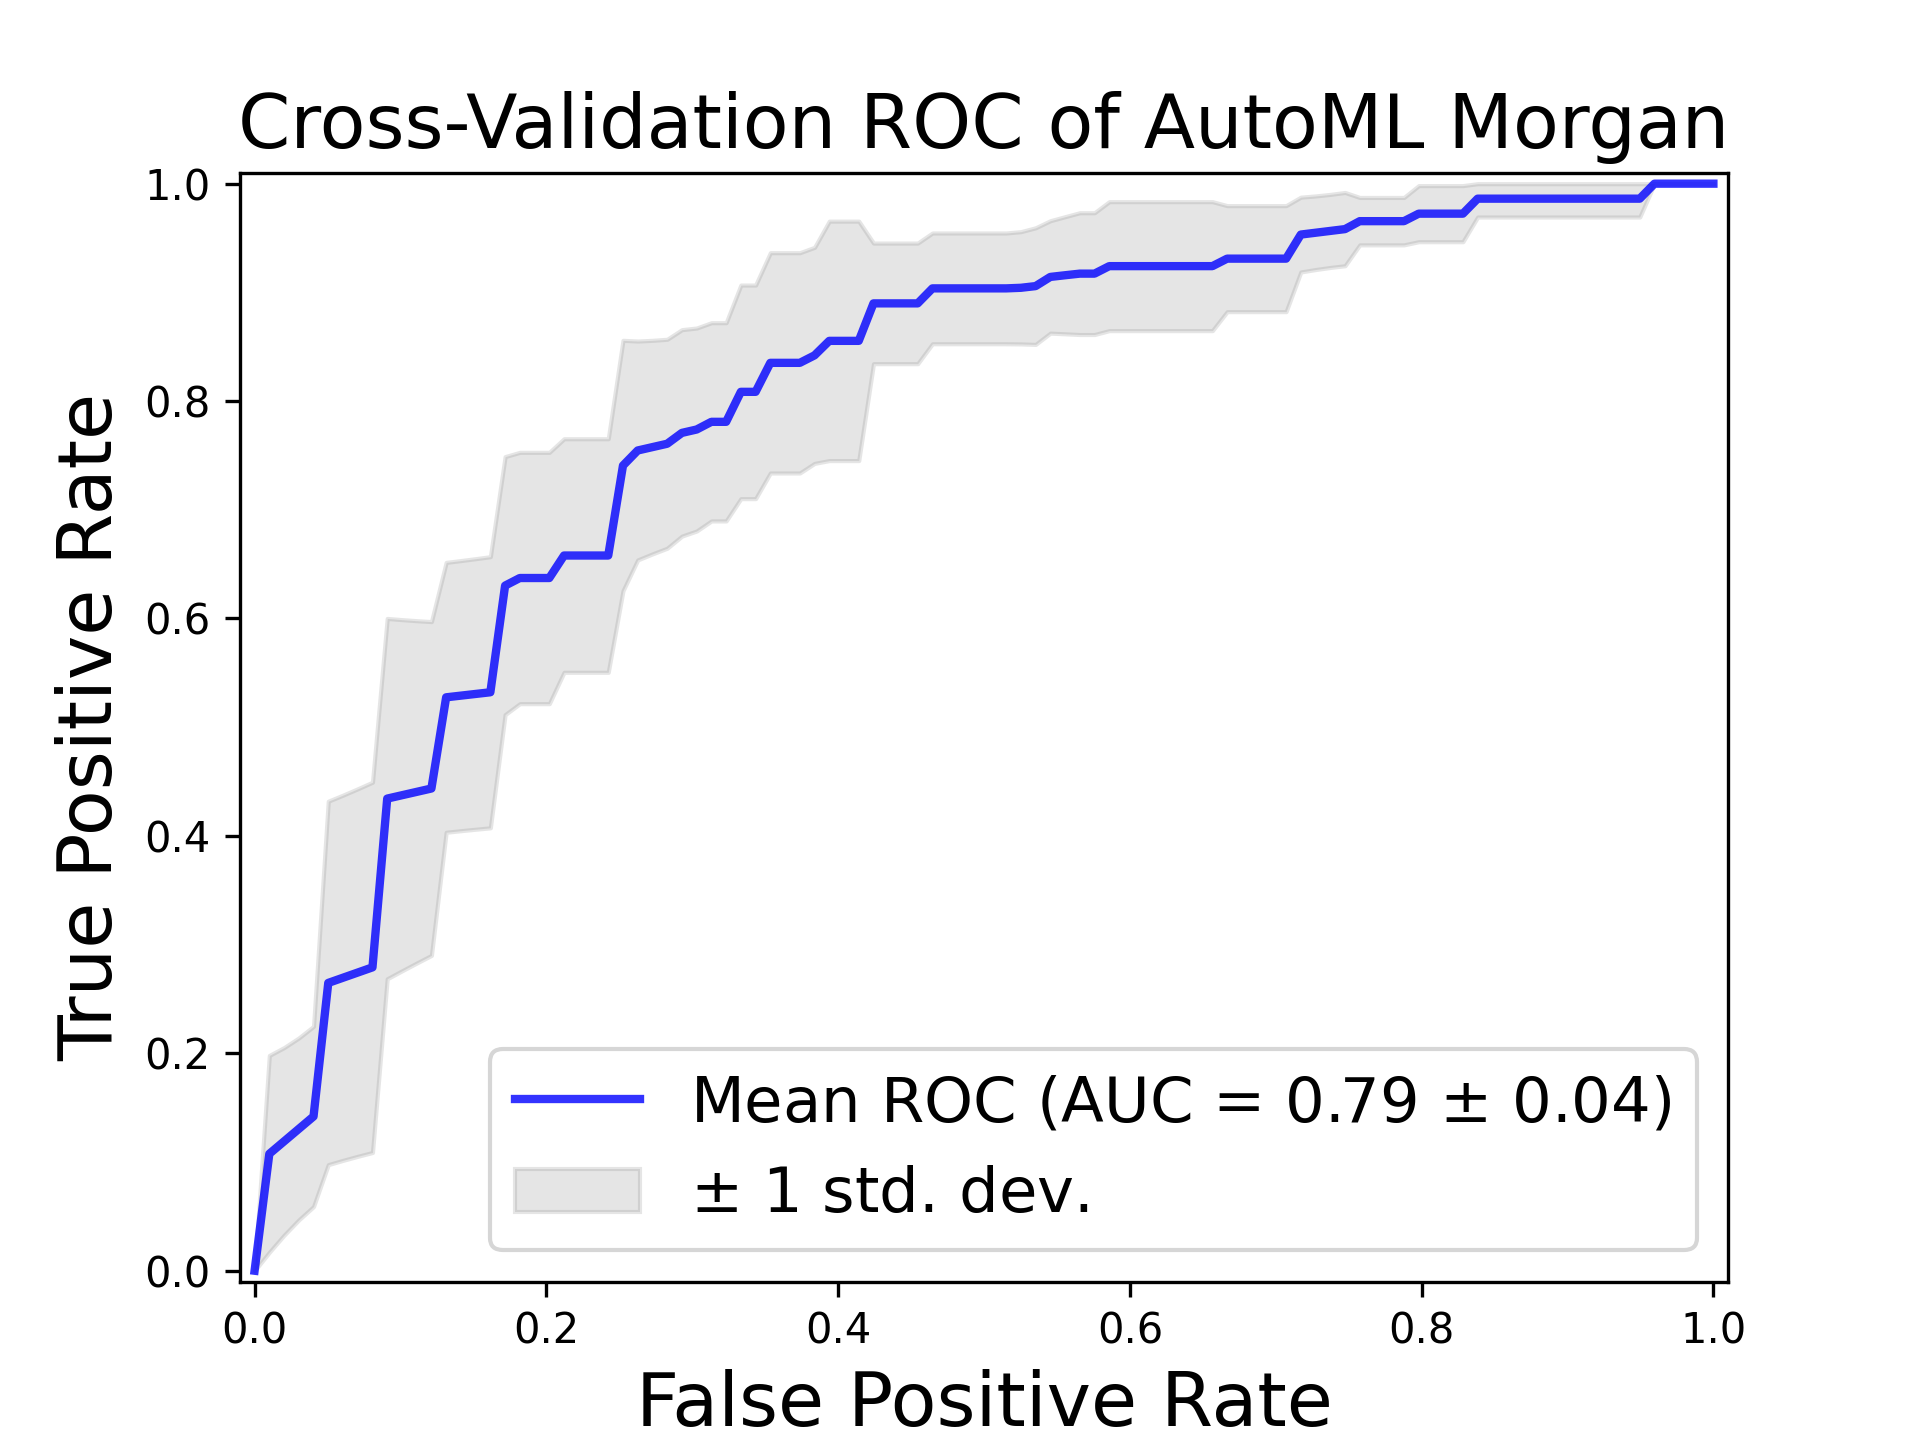 Cross-Validation ROC of AutoML Morgan
True Positive Rate
1.0
0.8
0.6
0.4
0.2
0.0
Mean ROC (AUC = 0.79 ± 0.04)
± 1 std. dev.
0.0 0.2 0.4 0.6 0.8 1.0
False Positive Rate